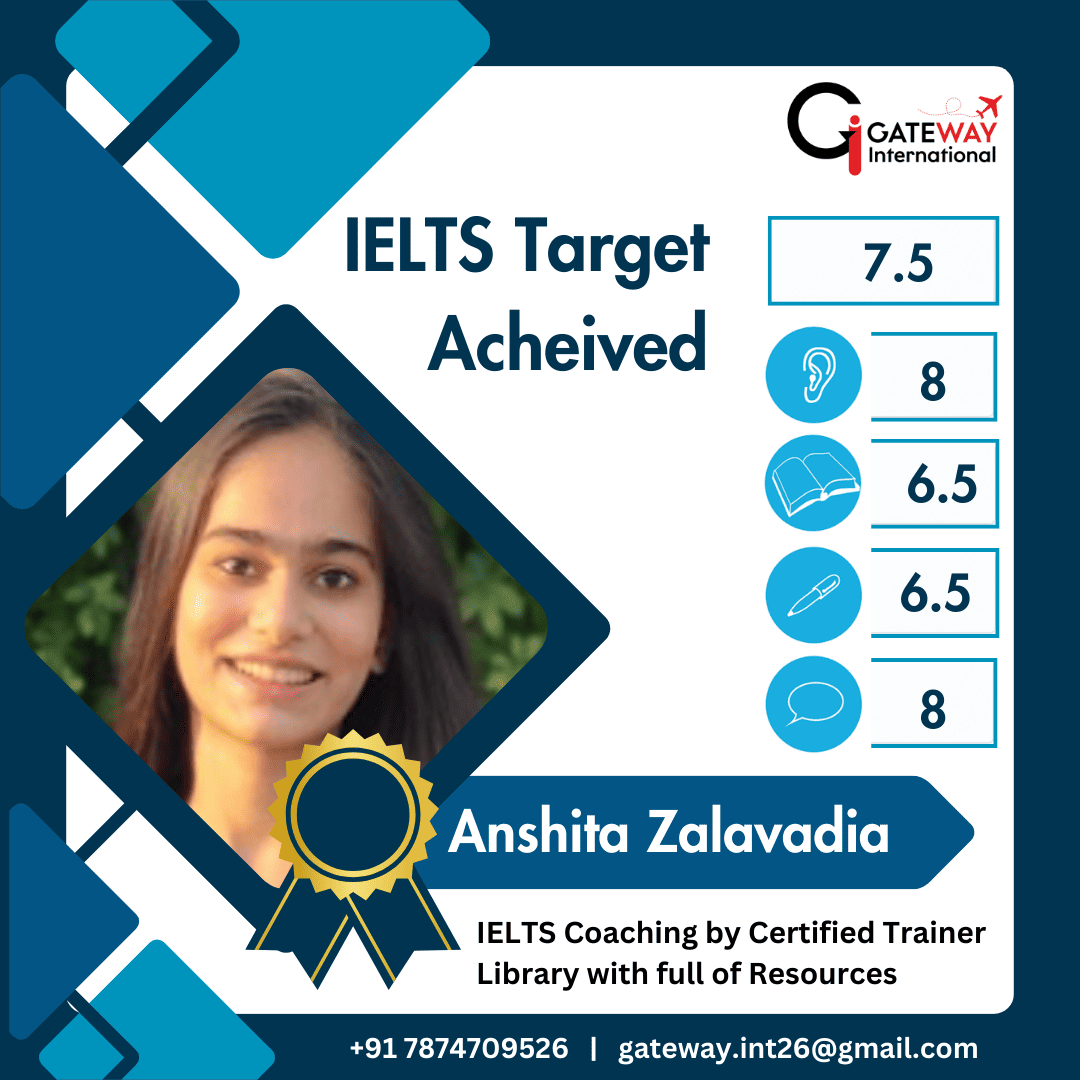 GATEWAY
International
IELTS Target
Acheived
7.5
8
6.5
6.5
8
Anshita Zalavadia
IELTS Coaching by Certified Trainer
Library with full of Resources
+91 7874709526 | gateway.int26@gmail.com